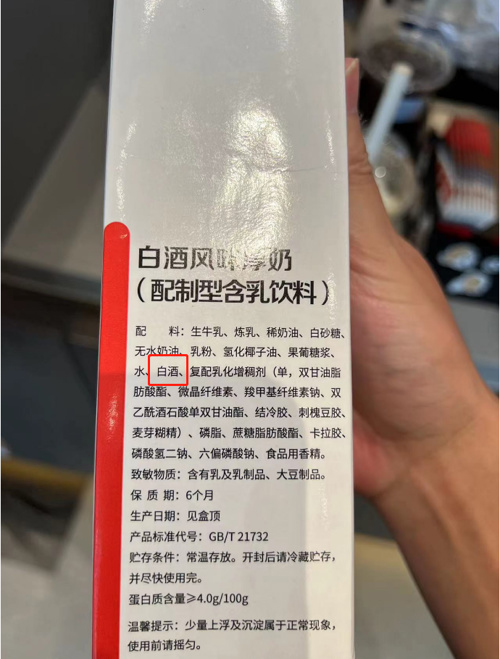 白酒风味厚奶
（配制型含乳饮料）
配 料：生牛乳、炼乳、稀奶油、白砂糖、
无水奶油、乳粉、氢化椰子油、果葡糖浆、
水、白酒、复配乳化增稠剂（单，双甘油脂
肪酸酯、微晶纤维素、羧甲基纤维素钠、双
乙酰酒石酸单双甘油酯、结冷胶、刺槐豆胶、
麦芽糊精）、磷脂、蔗糖脂肪酸酯、卡拉胶、
磷酸氢二钠、六偏磷酸钠、食品用香精。
致敏物质：含有乳及乳制品、大豆制品。
保 质 期：6个月
生产日期：见盒顶
产品标准代号：GB/T 21732
贮存条件：常温存放。开封后请冷藏贮存，
并尽快使用完。
蛋白质含量≥4.0g/100g
温馨提示：少量上浮及沉淀属于正常现象，
使用前请摇匀。